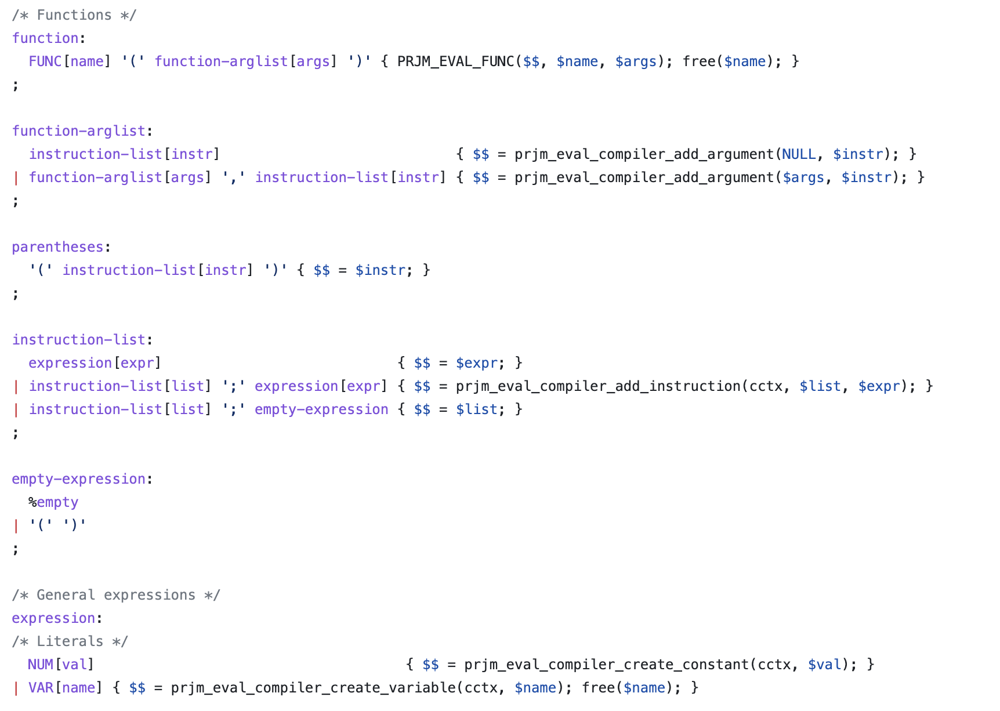 /* Functions */
function:
  FUNC[name] '(' function-arglist[args] ')' { PRJM_EVAL_FUNC($$, $name, $args); free($name); }
;

function-arglist:
  instruction-list[instr]                            { $$ = prjm_eval_compiler_add_argument(NULL, $instr); }
| function-arglist[args] ',' instruction-list[instr] { $$ = prjm_eval_compiler_add_argument($args, $instr); }
;

parentheses:
  '(' instruction-list[instr] ')' { $$ = $instr; }
;

instruction-list:
  expression[expr]                            { $$ = $expr; }
| instruction-list[list] ';' expression[expr] { $$ = prjm_eval_compiler_add_instruction(cctx, $list, $expr); }
| instruction-list[list] ';' empty-expression { $$ = $list; }
;

empty-expression:
  %empty
| '(' ')'
;

/* General expressions */
expression:
/* Literals */
  NUM[val]                                     { $$ = prjm_eval_compiler_create_constant(cctx, $val); }
| VAR[name] { $$ = prjm_eval_compiler_create_variable(cctx, $name); free($name); }